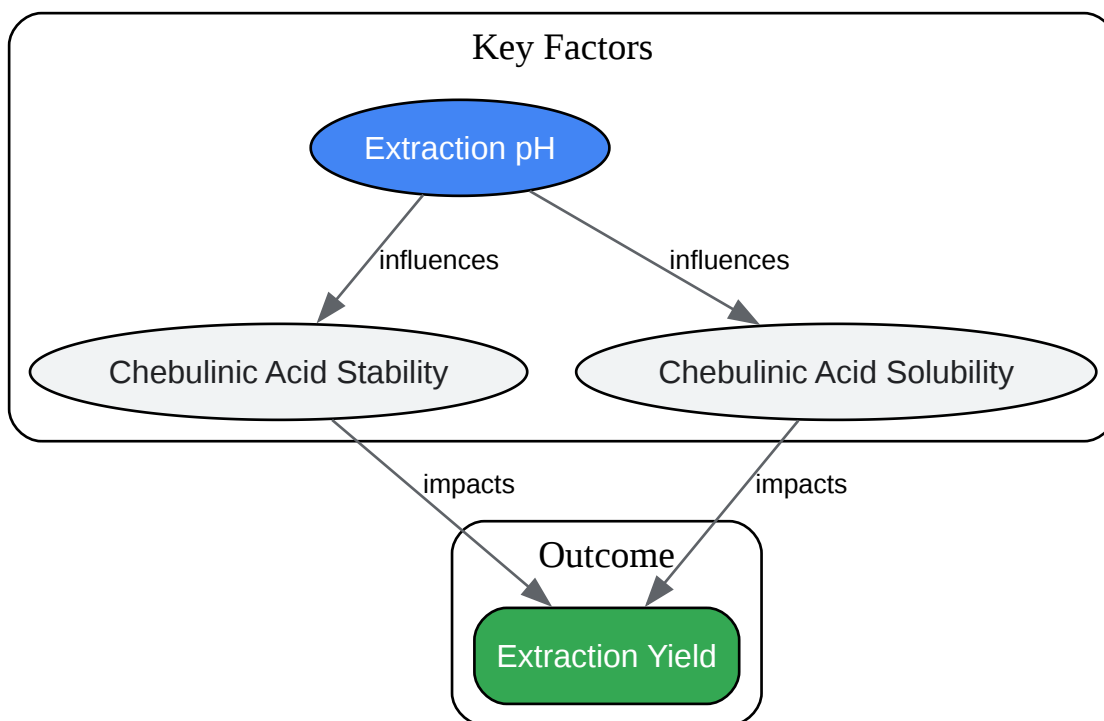 Key Factors
Extraction pH
influences
influences
Chebulinic Acid Stability
Chebulinic Acid Solubility
impacts
impacts
Outcome
Extraction Yield